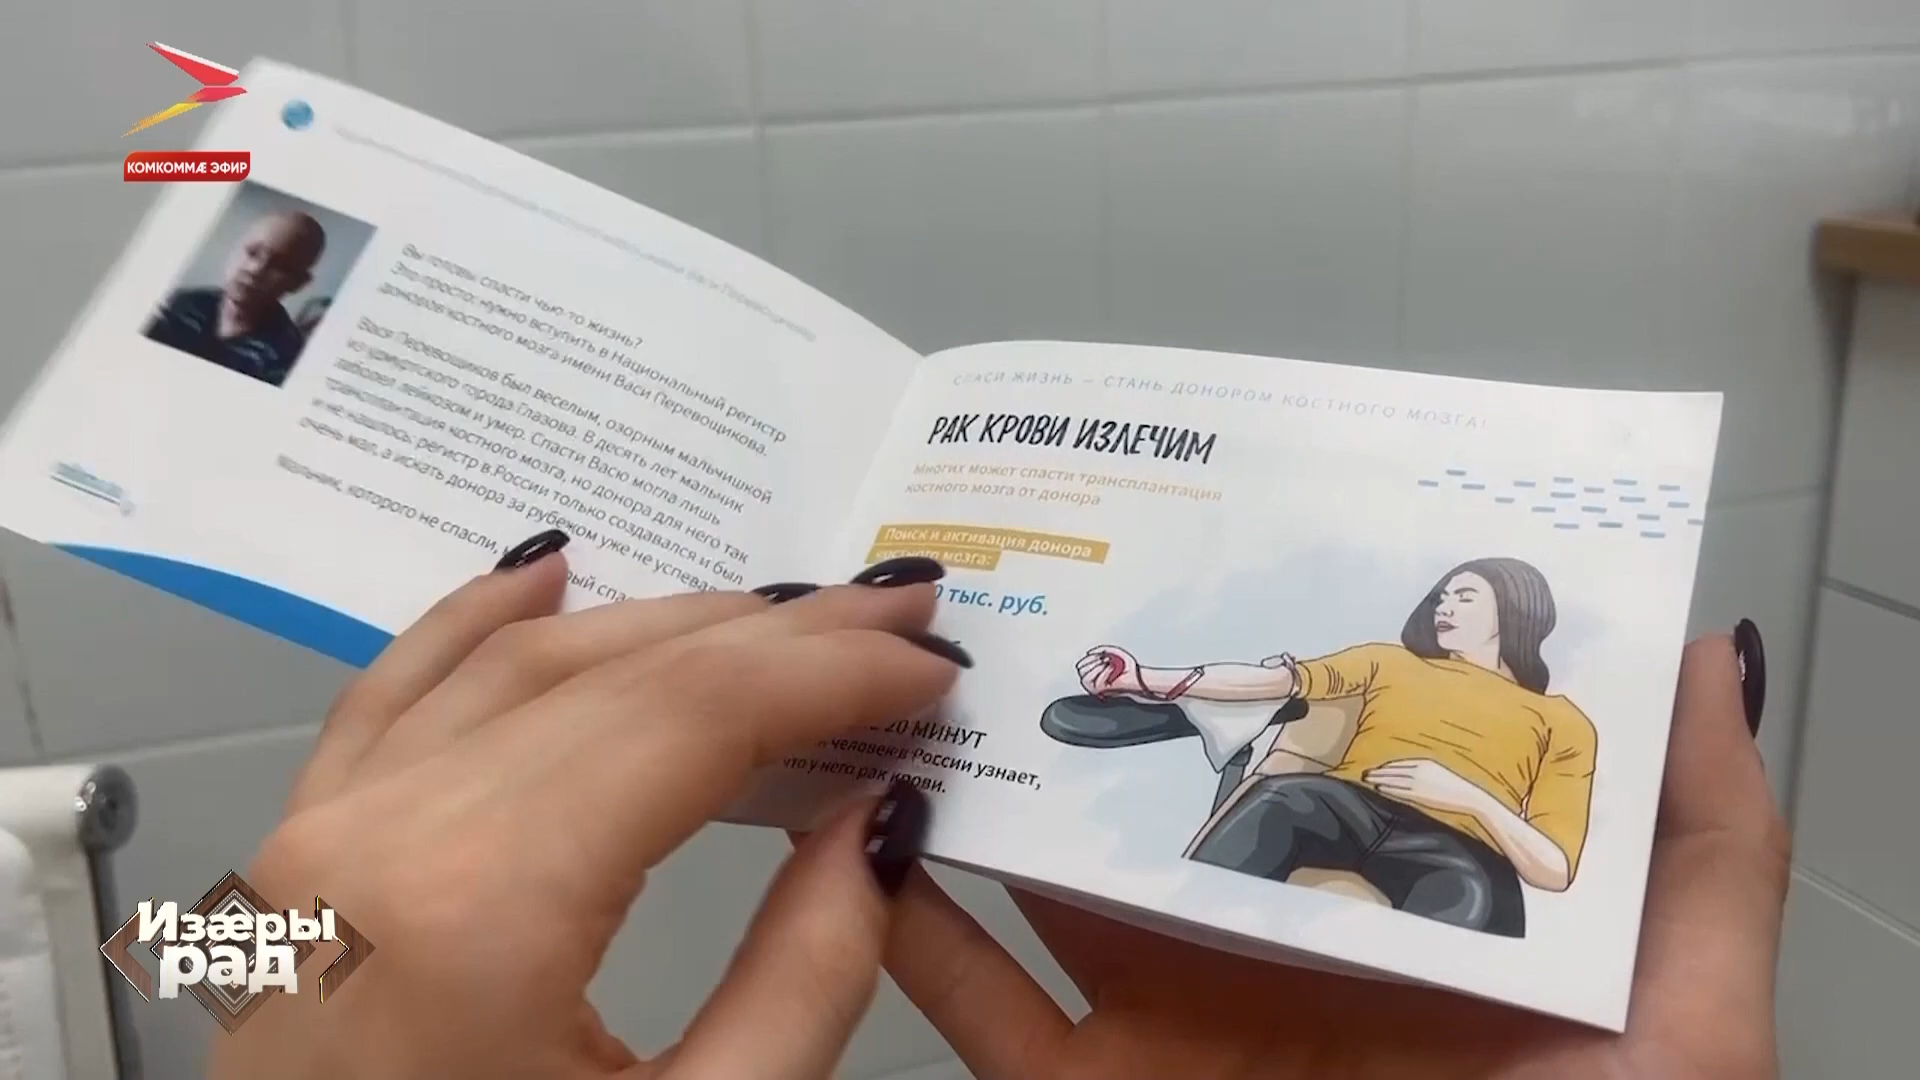 КОМКОММÆ ЭФИР
Вы готовы спасти чью-то жизнь?
Это просто: нужно вступить в Национальный регистр
доноров костного мозга имени Васи Перевощикова.
Вася Перевощиков был веселым, озорным мальчишкой
из удмуртского города Глазова. В десять лет мальчик
заболел лейкозом и умер. Спасти Васю могла лишь
трансплантация костного мозга, но донора для него так
и не нашлось: регистр в России только создавался и был
очень мал, а искать донора за рубежом уже не успевал
Мальчик, которого не спасли,
СПАСИ ЖИЗНЬ — СТАНЬ ДОНОРОМ КОСТНОГО МОЗГА!
РАК КРОВИ ИЗЛЕЧИМ
Многих может спасти трансплантация
костного мозга от донора
Поиск и активация донора
костного мозга:
0 тыс. руб.
20 МИНУТ
человек в России узнает,
что у него рак крови.
Изæры
рад